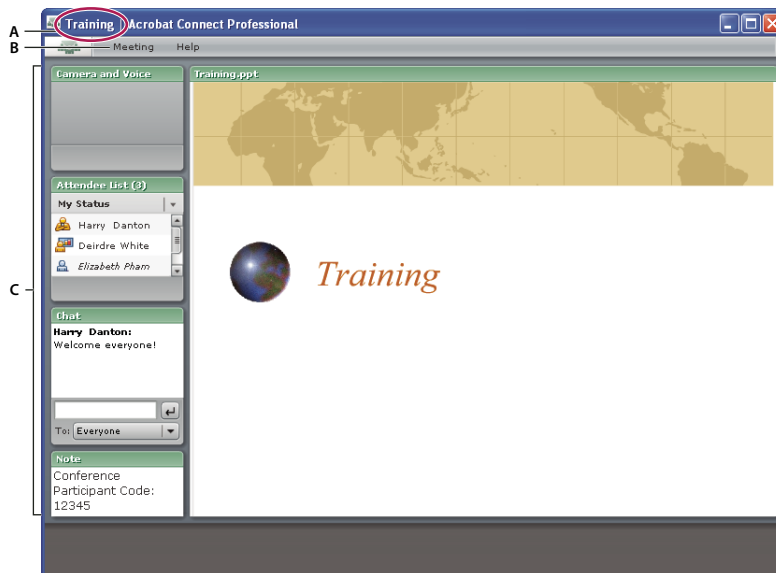 A
Training | Acrobat Connect Professional
B
Meeting Help
Camera and Voice
Training.ppt
Attendee List (3)
My Status
Harry Danton
Deirdre White
Elizabeth Pham
Training
C
Chat
Harry Danton:
Welcome everyone!
To: Everyone
Note
Conference
Participant Code:
12345